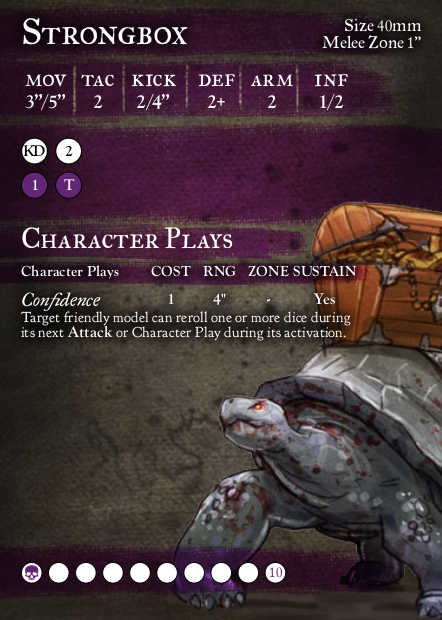 Strongbox
Size 40mm
Melee Zone 1"
MOV TAC KICK DEF ARM INF
3"/5" 2 2/4" 2+ 2 1/2
KD 2
1 T
Character Plays
Character Plays COST RNG ZONE SUSTAIN
Confidence 1 4" - Yes
Target friendly model can reroll one or more dice during
its next Attack or Character Play during its activation.
10